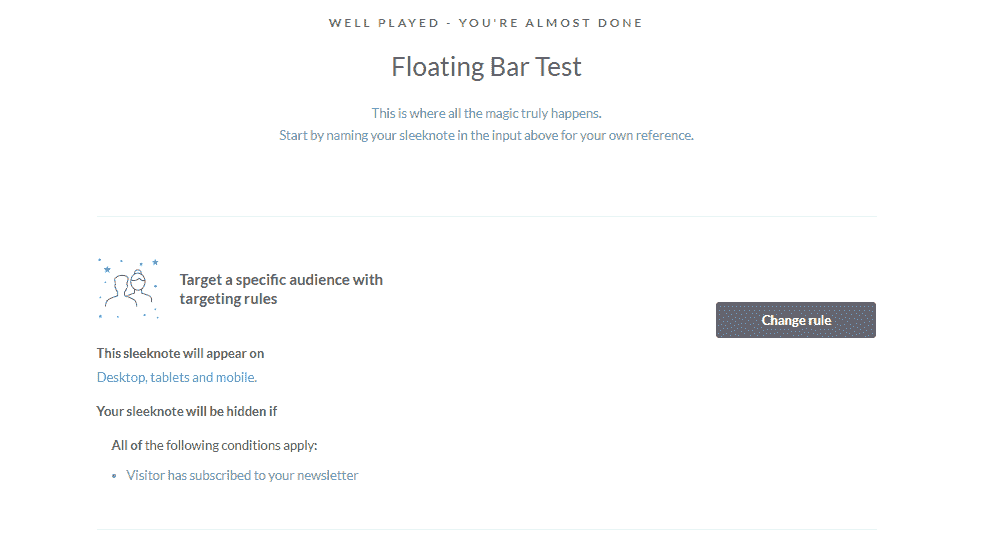 WELL PLAYED - YOU'RE ALMOST DONE
Floating Bar Test
This is where all the magic truly happens.
Start by naming your sleeknote in the input above for your own reference.
Target a specific audience with
targeting rules
Change rule
This sleeknote will appear on
Desktop, tablets and mobile.
Your sleeknote will be hidden if
All of the following conditions apply:
• Visitor has subscribed to your newsletter